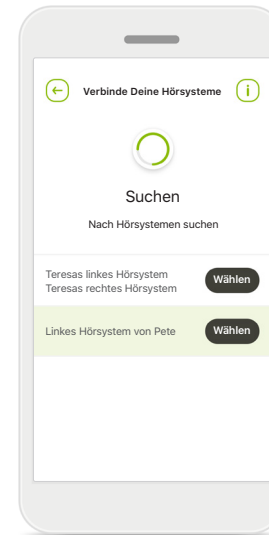 Verbinde Deine Hörsysteme
i
Suchen
Nach Hörsystemen suchen
Teresas linkes Hörsystem
Teresas rechtes Hörsystem
Wählen
Linkes Hörsystem von Pete
Wählen